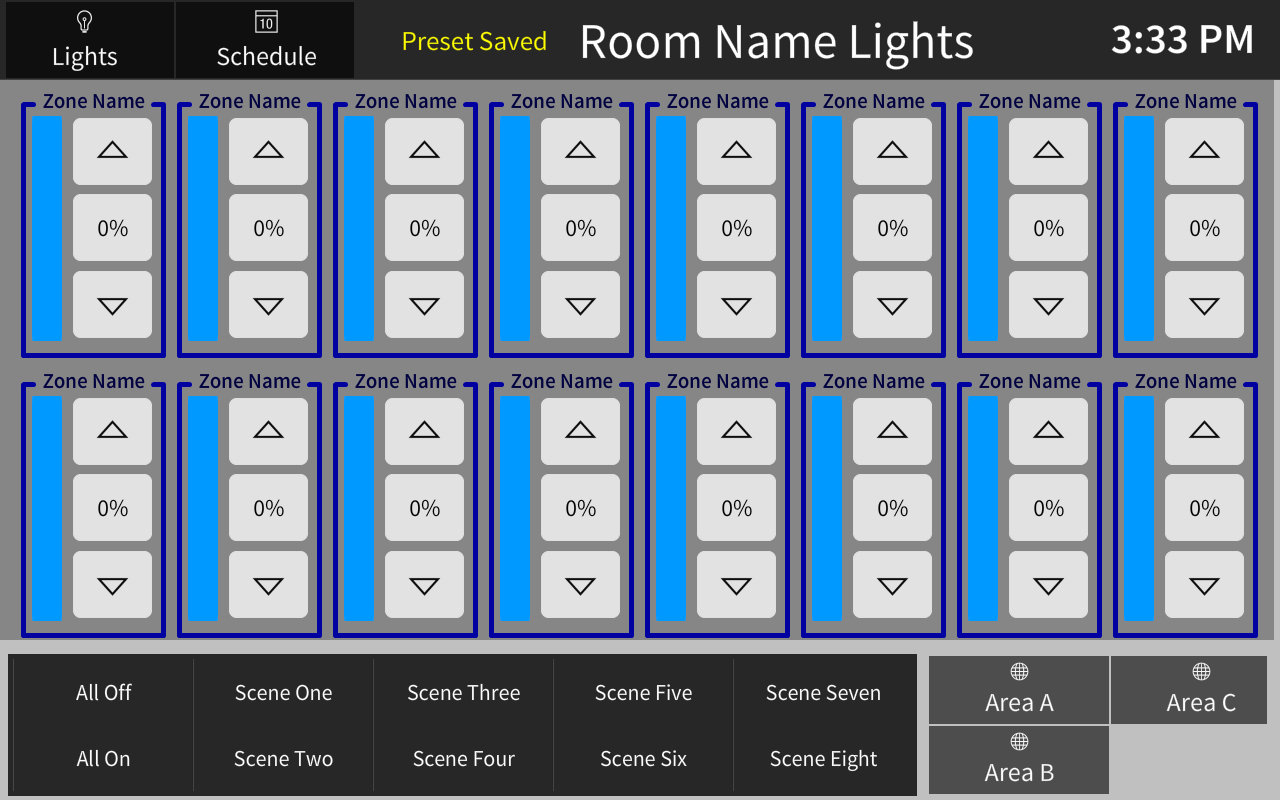 10
Lights
Schedule
Preset Saved
Room Name Lights
3:33 PM
Zone Name Zone Name Zone Name Zone Name Zone Name Zone Name Zone Name Zone Name
0% 0% 0% 0% 0% 0% 0% 0%
Zone Name Zone Name Zone Name Zone Name Zone Name Zone Name Zone Name Zone Name
0% 0% 0% 0% 0% 0% 0% 0%
All Off Scene One Scene Three Scene Five Scene Seven
All On Scene Two Scene Four Scene Six Scene Eight
Area A Area C
Area B